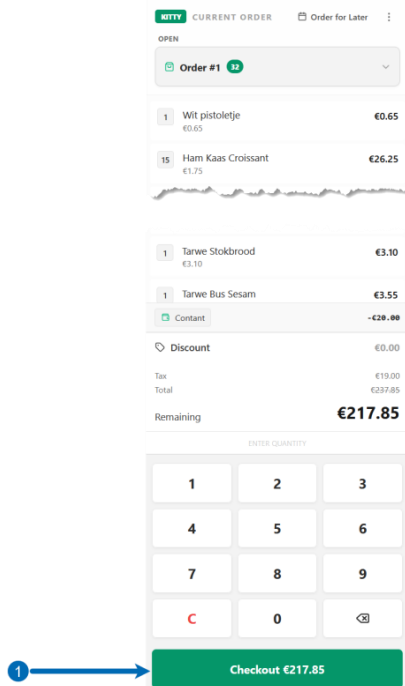 KITTY CURRENT ORDER Order for Later
OPEN
Order #1 32
1 Wit pistoletje €0.65
€0.65
15 Ham Kaas Croissant €26.25
€1.75
1 Tarwe Stokbrood €3.10
€3.10
1 Tarwe Bus Sesam €3.55
Contant -€20.00
Discount €0.00
Tax €19.00
Total €237.85
Remaining €217.85
ENTER QUANTITY
1 2 3
4 5 6
7 8 9
C 0
1 Checkout €217.85